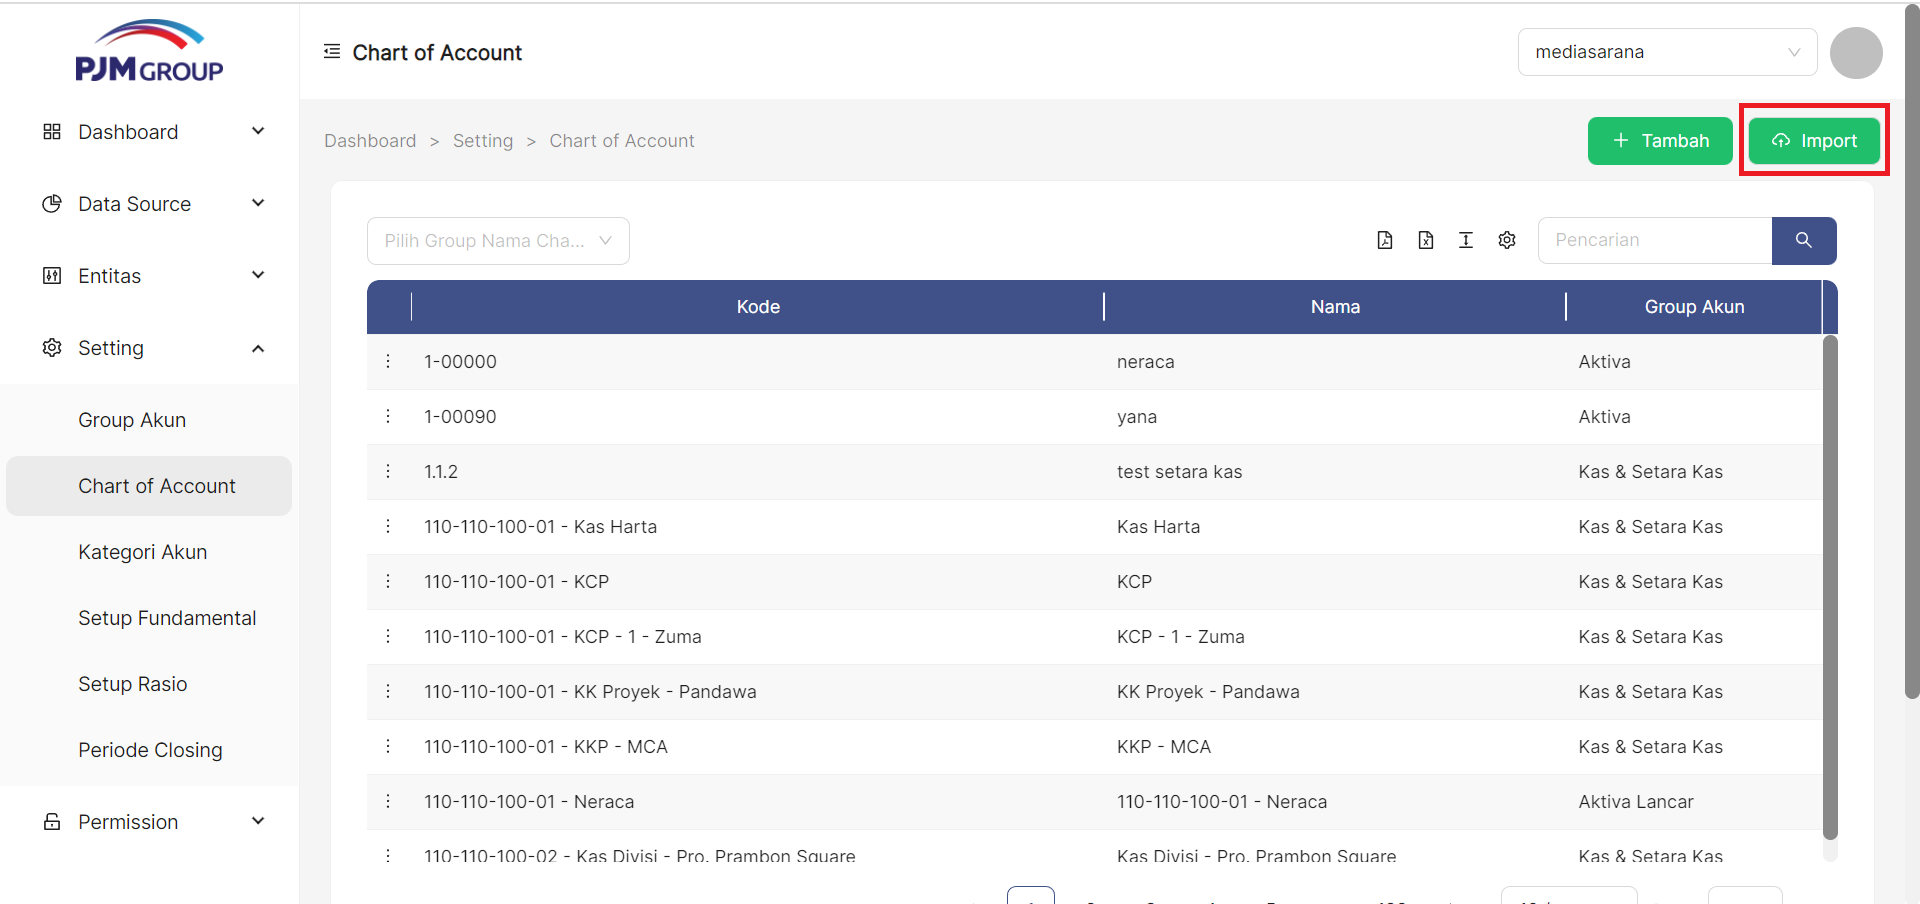 PJM GROUP
Chart of Account
mediasarana
Dashboard
Data Source
Entitas
Setting
Group Akun
Chart of Account
Kategori Akun
Setup Fundamental
Setup Rasio
Periode Closing
Permission
Dashboard > Setting > Chart of Account
+ Tambah
Import
Pilih Group Nama Cha...
Pencarian
Kode Nama Group Akun
1-00000 neraca Aktiva
1-00090 yana Aktiva
1.1.2 test setara kas Kas & Setara Kas
110-110-100-01 - Kas Harta Kas Harta Kas & Setara Kas
110-110-100-01 - KCP KCP Kas & Setara Kas
110-110-100-01 - KCP - 1 - Zuma KCP - 1 - Zuma Kas & Setara Kas
110-110-100-01 - KK Proyek - Pandawa KK Proyek - Pandawa Kas & Setara Kas
110-110-100-01 - KKP - MCA KKP - MCA Kas & Setara Kas
110-110-100-01 - Neraca 110-110-100-01 - Neraca Aktiva Lancar
110-110-100-02 - Kas Divisi - Pro. Prambon Square Kas Divisi - Pro. Prambon Square Kas & Setara Kas